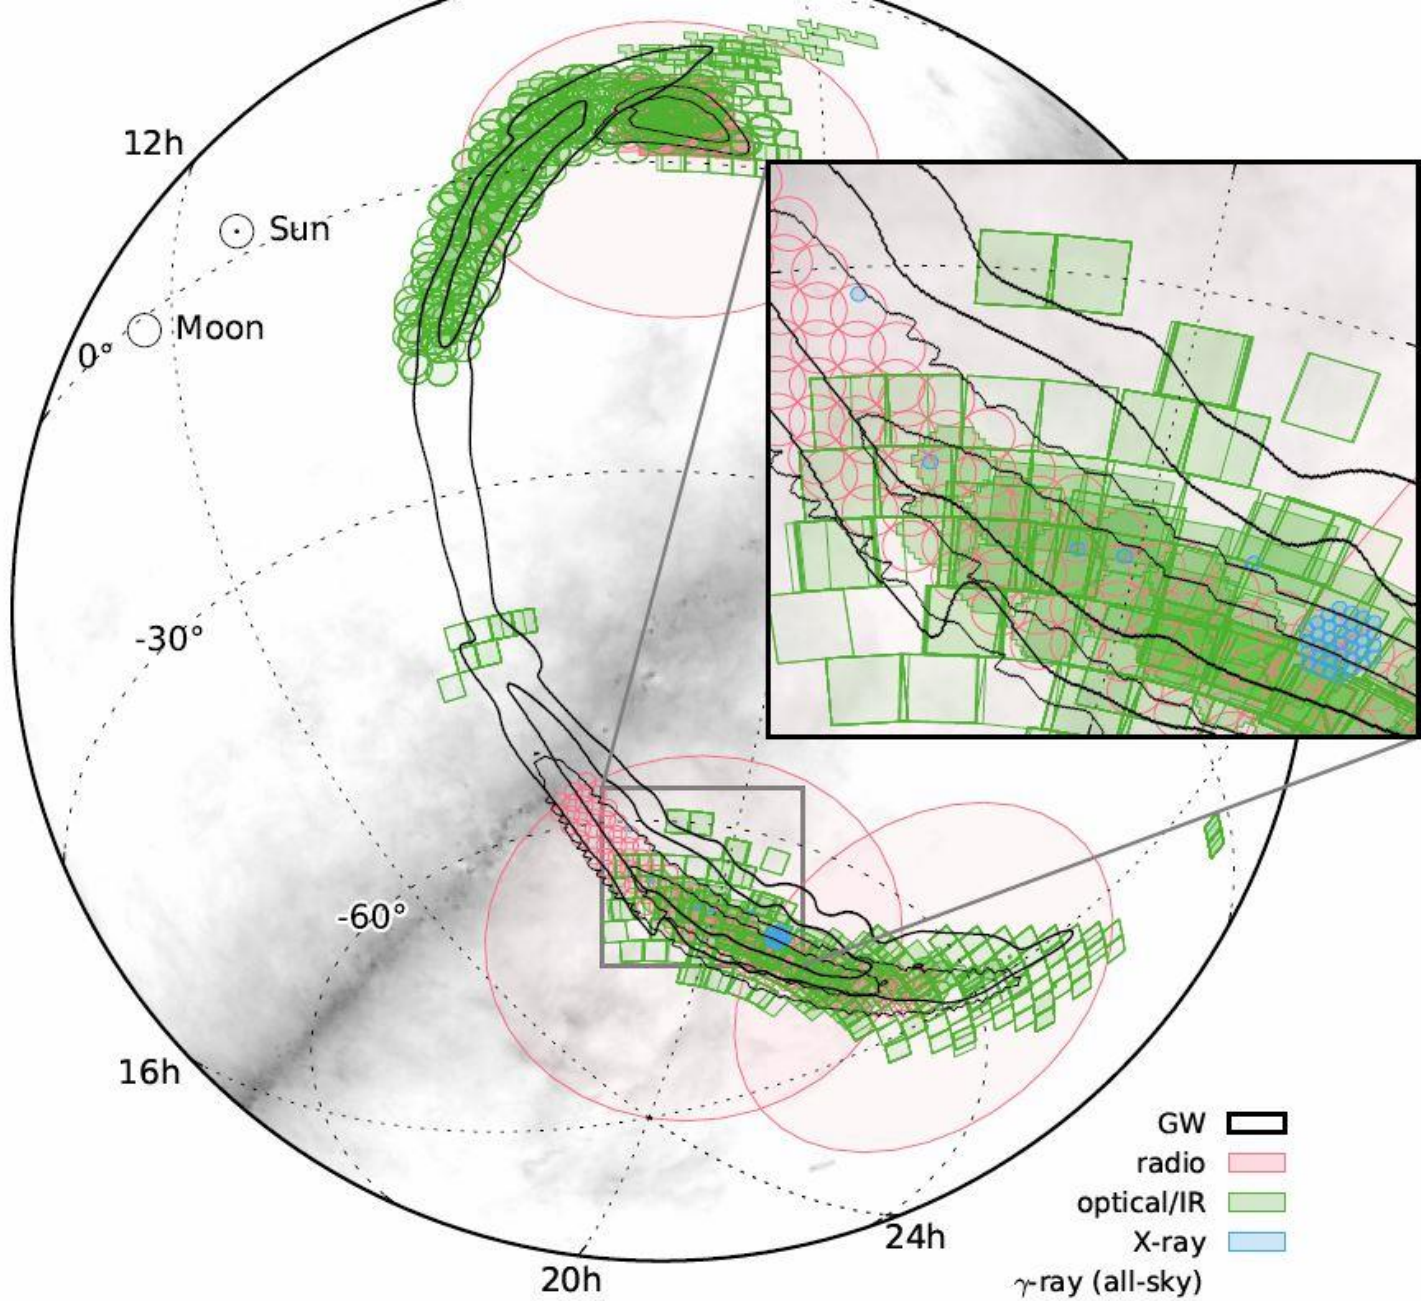 12h
Sun
Moon
0°
-30°
-60°
16h
20h
24h
GW
radio
optical/IR
X-ray
γ-ray (all-sky)